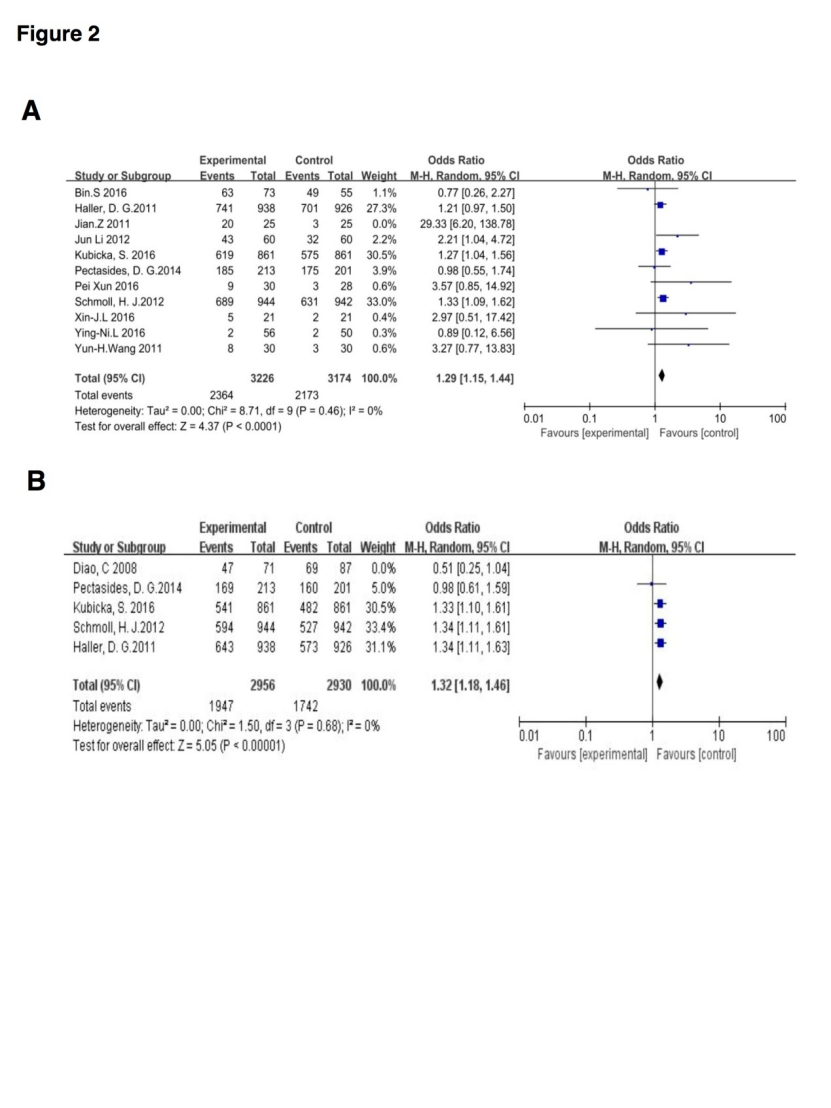 Figure 2
A
Experimental Control Odds Ratio Odds Ratio
Study or Subgroup Events Total Events Total Weight M-H, Random, 95% CI M-H, Random, 95% CI
Bin.S 2016 63 73 49 55 1.1% 0.77 [0.26, 2.27]
Haller, D. G.2011 741 938 701 926 27.3% 1.21 [0.97, 1.50]
Jian.Z 2011 20 25 3 25 0.0% 29.33 [6.20, 138.78]
Jun Li 2012 43 60 32 60 2.2% 2.21 [1.04, 4.72]
Kubicka, S. 2016 619 861 575 861 30.5% 1.27 [1.04, 1.56]
Pectasides, D. G.2014 185 213 175 201 3.9% 0.98 [0.55, 1.74]
Pei Xun 2016 9 30 3 28 0.6% 3.57 [0.85, 14.92]
Schmoll, H. J.2012 689 944 631 942 33.0% 1.33 [1.09, 1.62]
Xin-J.L 2016 5 21 2 21 0.4% 2.97 [0.51, 17.42]
Ying-Ni.L 2016 2 56 2 50 0.3% 0.89 [0.12, 6.56]
Yun-H.Wang 2011 8 30 3 30 0.6% 3.27 [0.77, 13.83]
Total (95% CI) 3226 3174 100.0% 1.29 [1.15, 1.44]
Total events 2364 2173
Heterogeneity: Tau² = 0.00; Chi² = 8.71, df = 9 (P = 0.46); I² = 0%
Test for overall effect: Z = 4.37 (P < 0.0001)
0.01 0.1 1 10 100
Favours [experimental] Favours [control]
B
Experimental Control Odds Ratio Odds Ratio
Study or Subgroup Events Total Events Total Weight M-H, Random, 95% CI M-H, Random, 95% CI
Diao, C 2008 47 71 69 87 0.0% 0.51 [0.25, 1.04]
Pectasides, D. G.2014 169 213 160 201 5.0% 0.98 [0.61, 1.59]
Kubicka, S. 2016 541 861 482 861 30.5% 1.33 [1.10, 1.61]
Schmoll, H. J.2012 594 944 527 942 33.4% 1.34 [1.11, 1.61]
Haller, D. G.2011 643 938 573 926 31.1% 1.34 [1.11, 1.63]
Total (95% CI) 2956 2930 100.0% 1.32 [1.18, 1.46]
Total events 1947 1742
Heterogeneity: Tau² = 0.00; Chi² = 1.50, df = 3 (P = 0.68); I² = 0%
Test for overall effect: Z = 5.05 (P < 0.00001)
0.01 0.1 1 10 100
Favours [experimental] Favours [control]